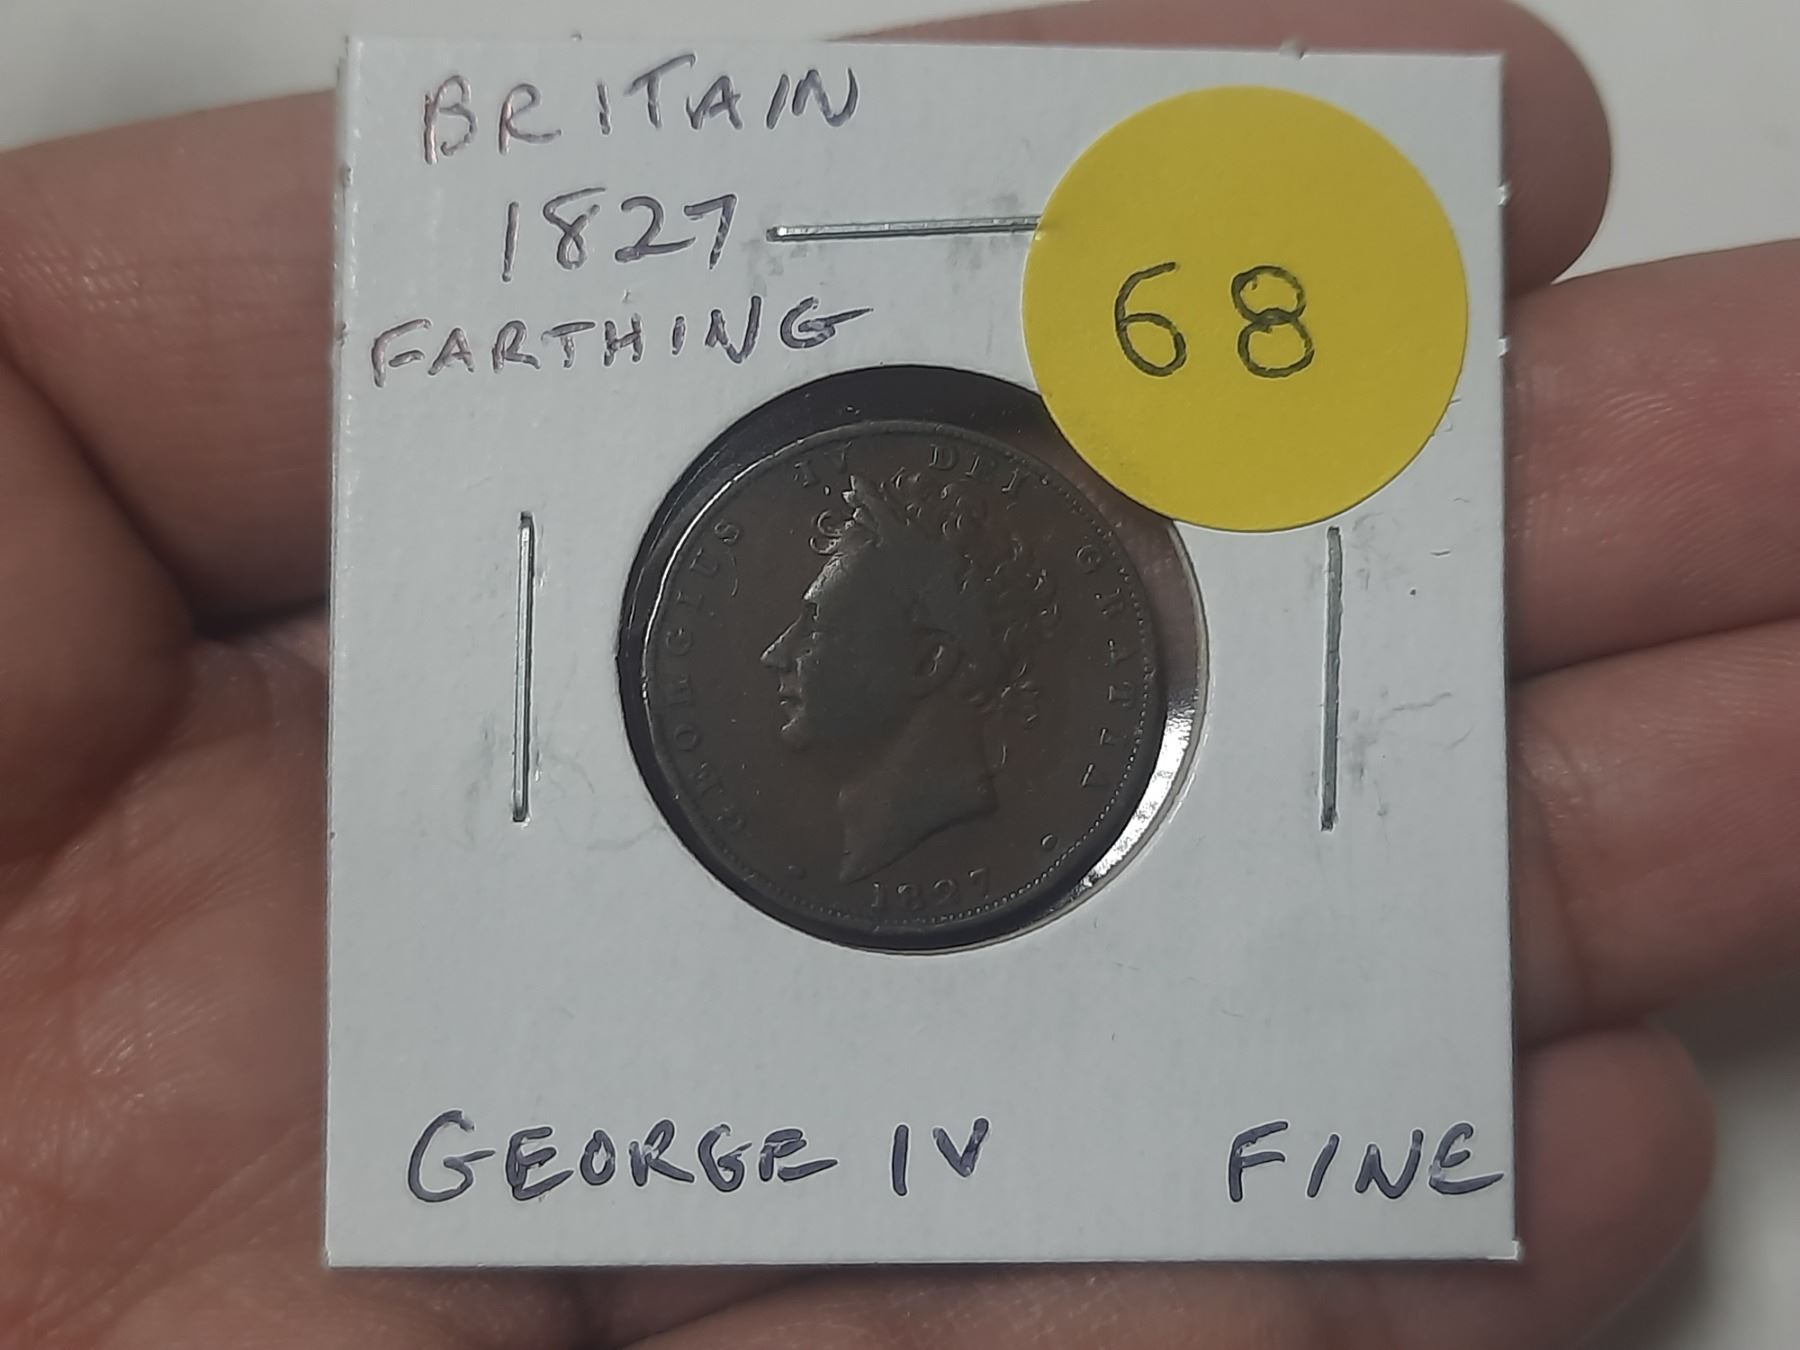 BRITAIN
1827
FARTHING
68
GEORGIUS IV DEI GRATIA
1827
GEORGE IV FINE